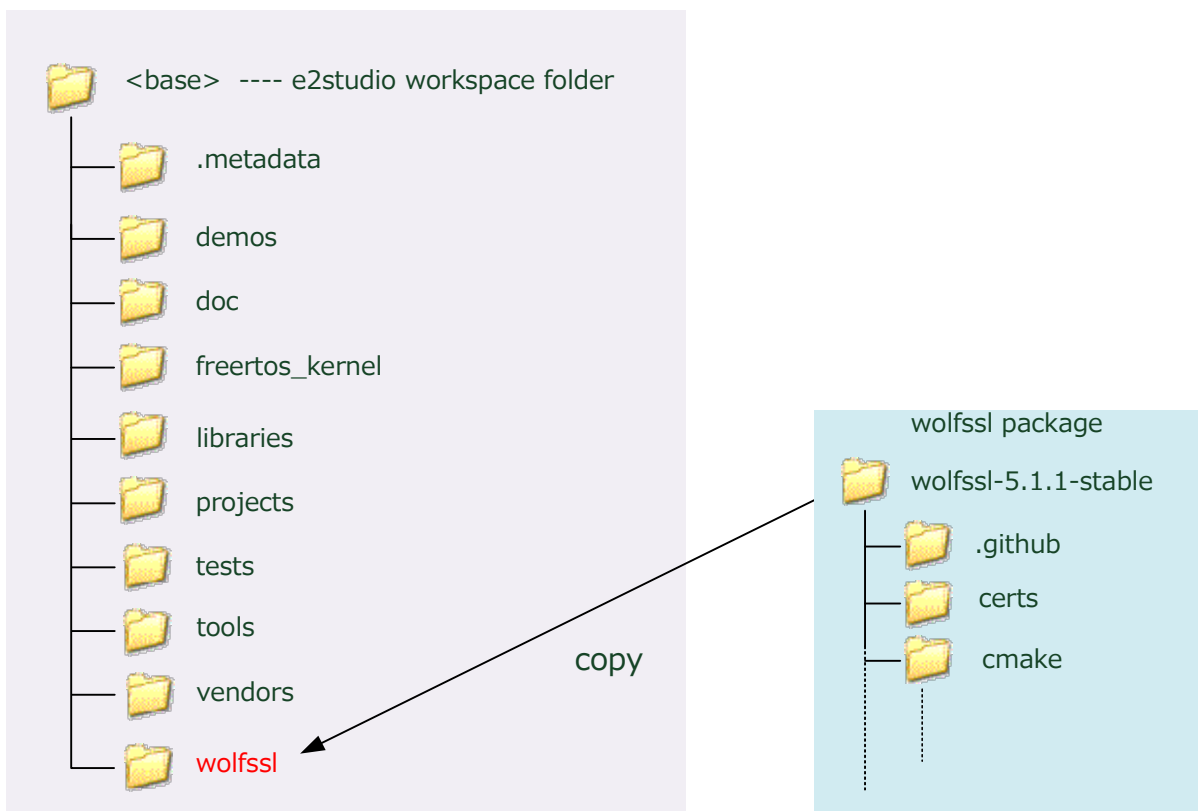 <base> ---- e2studio workspace folder
.metadata
demos
doc
freertos_kernel
libraries
projects
tests
tools
vendors
wolfssl
copy
wolfssl package
wolfssl-5.1.1-stable
.github
certs
cmake